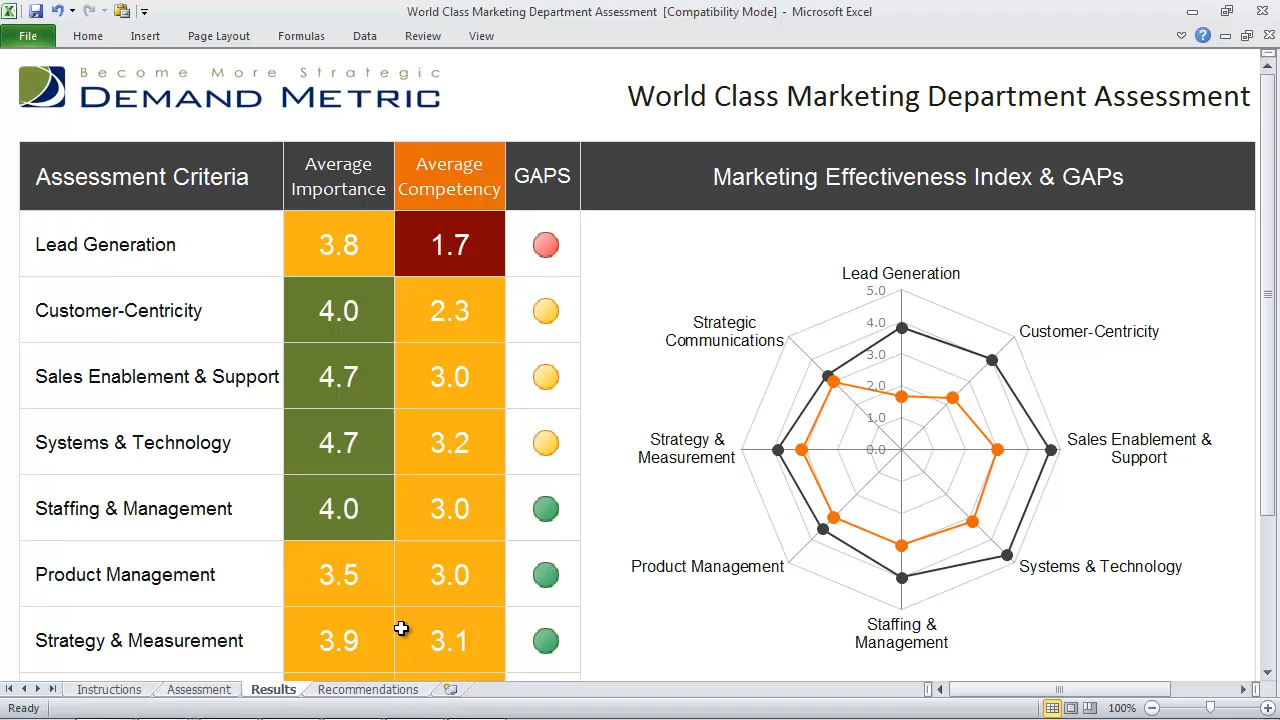 World Class Marketing Department Assessment [Compatibility Mode] - Microsoft Excel
File Home Insert Page Layout Formulas Data Review View
Become More Strategic
DEMAND METRIC
World Class Marketing Department Assessment
Assessment Criteria
Average
Importance
Average
Competency
GAPS
Marketing Effectiveness Index & GAPs
Lead Generation 3.8 1.7
Customer-Centricity 4.0 2.3
Sales Enablement & Support 4.7 3.0
Systems & Technology 4.7 3.2
Staffing & Management 4.0 3.0
Product Management 3.5 3.0
Strategy & Measurement 3.9 3.1
Lead Generation
5.0
4.0
3.0
2.0
1.0
0.0
Customer-Centricity
Sales Enablement &
Support
Systems & Technology
Staffing &
Management
Product Management
Strategy &
Measurement
Strategic
Communications
Instructions Assessment Results Recommendations
Ready
100%